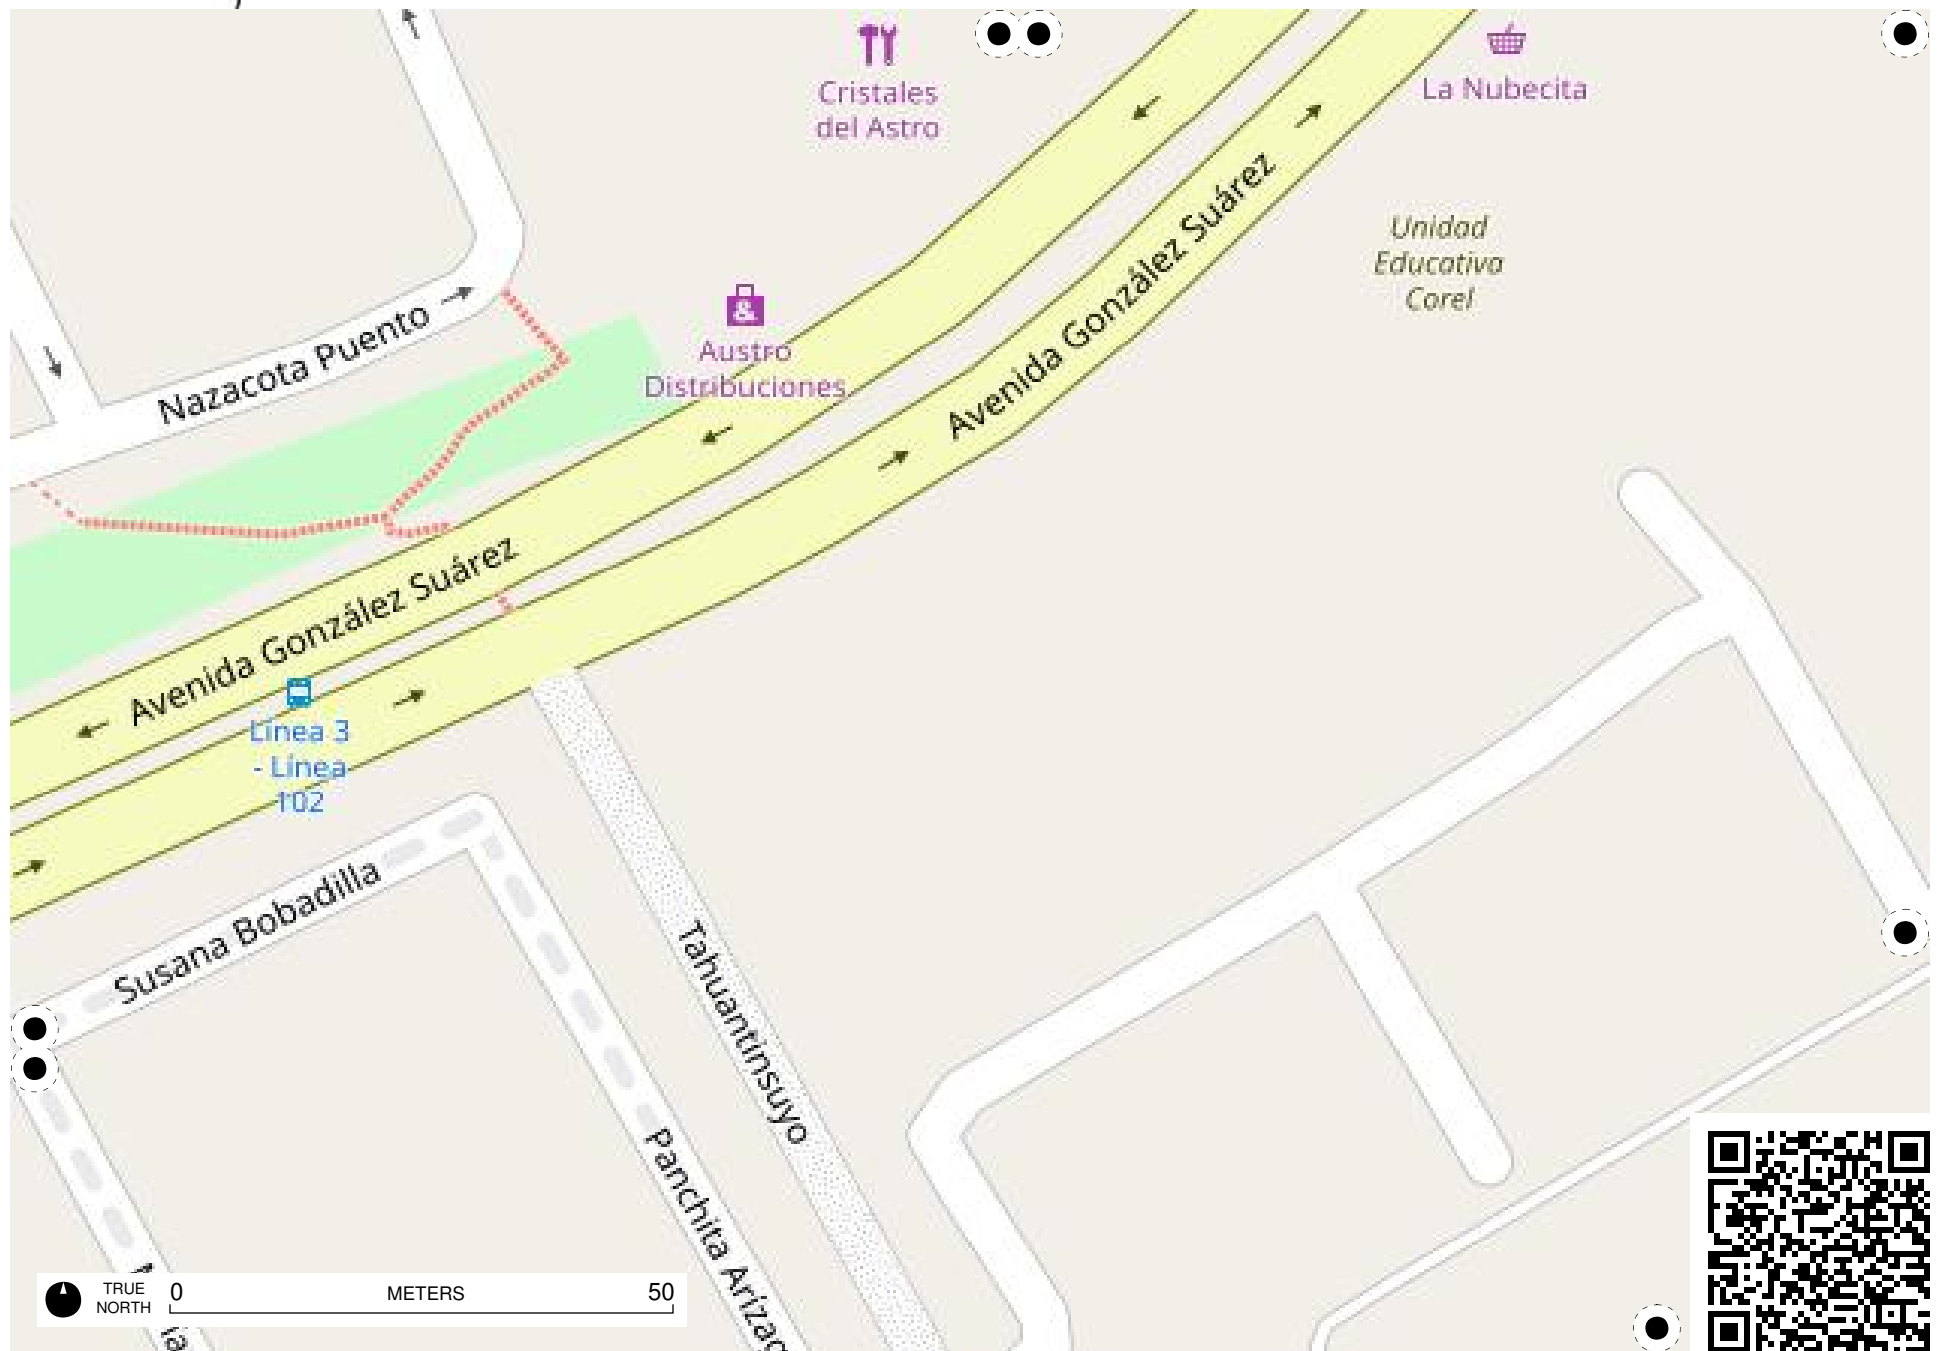 Cristales
del Astro
La Nubecita
Unidad
Educativa
Corel
Avenida González Suárez
Nazacota Puento
Austro
Distribuciones
Avenida González Suárez
Línea 3
- Línea
102
Susana Bobadilla
Tahuantinsuyo
Panchita Arizag
TRUE
NORTH
0
METERS
50